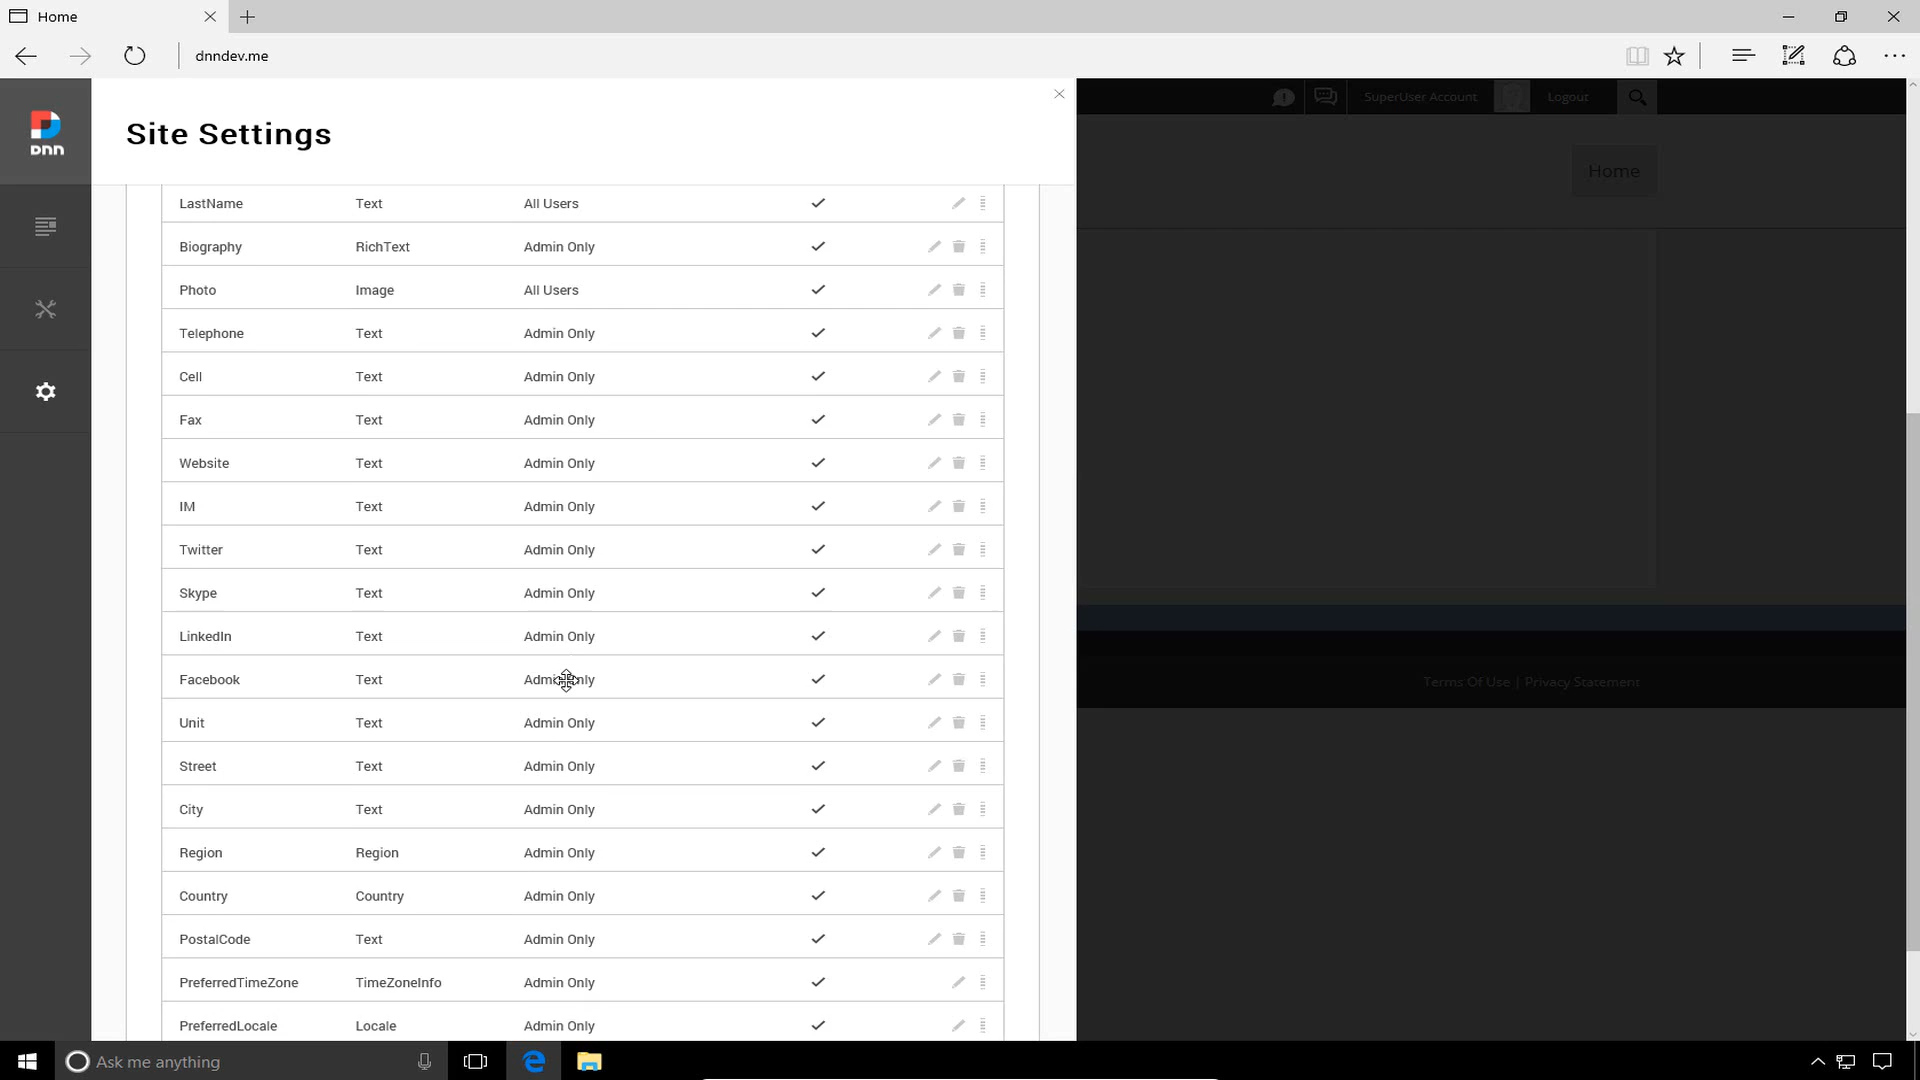 Home
dnndev.me
DNN
Site Settings
SuperUser Account
Logout
Home
LastName Text All Users
Biography RichText Admin Only
Photo Image All Users
Telephone Text Admin Only
Cell Text Admin Only
Fax Text Admin Only
Website Text Admin Only
IM Text Admin Only
Twitter Text Admin Only
Skype Text Admin Only
LinkedIn Text Admin Only
Facebook Text Admin Only
Unit Text Admin Only
Street Text Admin Only
City Text Admin Only
Region Region Admin Only
Country Country Admin Only
PostalCode Text Admin Only
PreferredTimeZone TimeZoneInfo Admin Only
PreferredLocale Locale Admin Only
Terms Of Use | Privacy Statement
Ask me anything